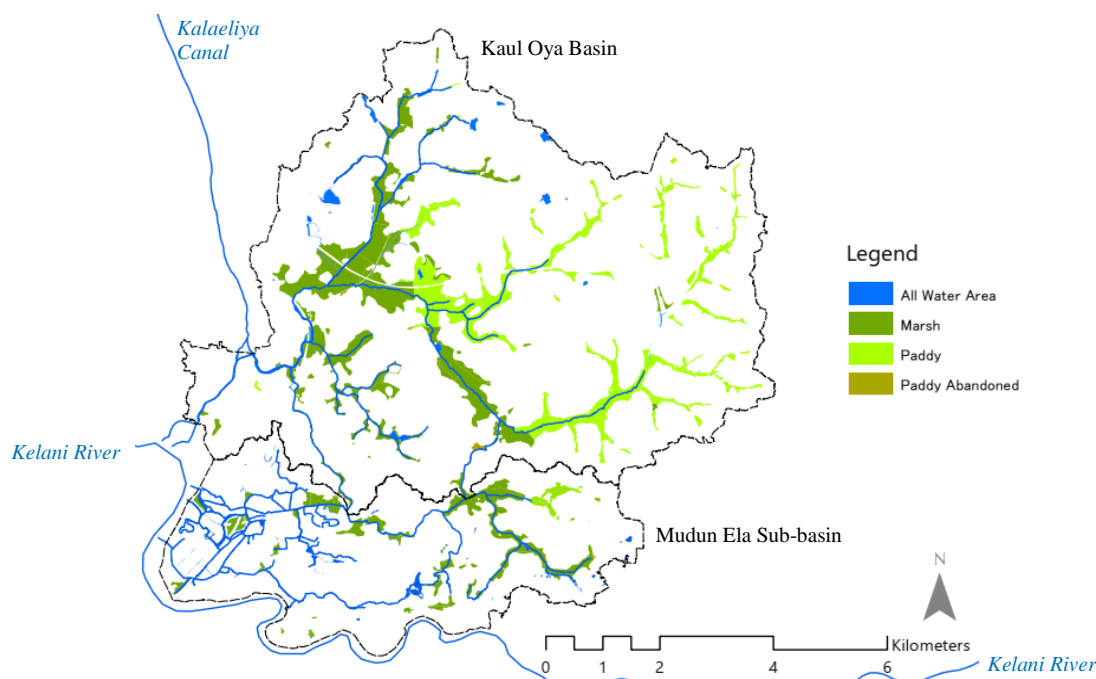 Kalaeliya
Canal
Kaul Oya Basin
Legend
All Water Area
Marsh
Paddy
Paddy Abandoned
Kelani River
Mudun Ela Sub-basin
N
Kilometers
0 1 2 4 6
Kelani River